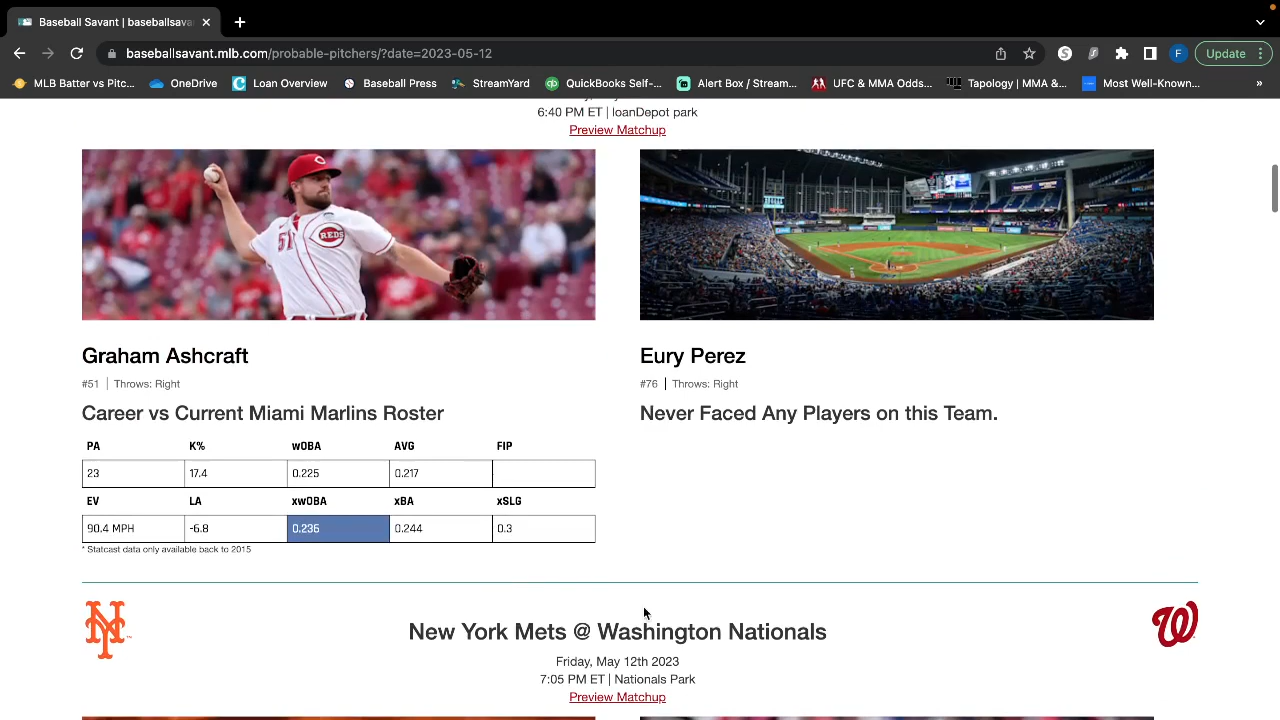 Baseball Savant | baseballsava
baseballsavant.mlb.com/probable-pitchers/?date=2023-05-12
F
Update
MLB Batter vs Pitc...
OneDrive
Loan Overview
Baseball Press
StreamYard
QuickBooks Self-...
Alert Box / Stream...
UFC & MMA Odds...
Tapology | MMA &...
Most Well-Known...
»
6:40 PM ET | loanDepot park
Preview Matchup
51
REDS
Graham Ashcraft
#51 | Throws: Right
Career vs Current Miami Marlins Roster
PA K% wOBA AVG FIP
23 17.4 0.225 0.217
EV LA xwOBA xBA xSLG
90.4 MPH -6.8 0.236 0.244 0.3
* Statcast data only available back to 2015
Eury Perez
#76 | Throws: Right
Never Faced Any Players on this Team.
NY
New York Mets @ Washington Nationals
W
Friday, May 12th 2023
7:05 PM ET | Nationals Park
Preview Matchup